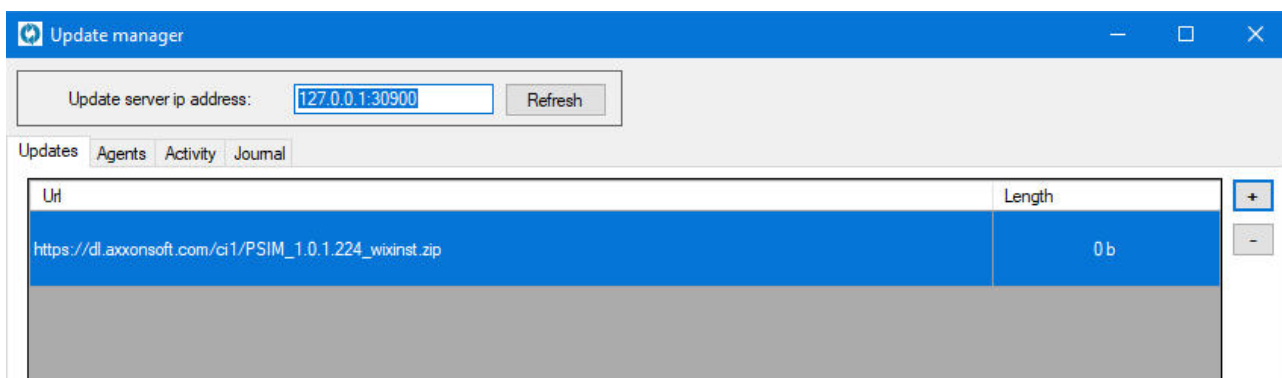 Update manager
Update server ip address: 127.0.0.1:30900 Refresh
Updates Agents Activity Journal
Url Length +
https://dl.axxonsoft.com/ci1/PSIM_1.0.1.224_wixinst.zip 0 b -